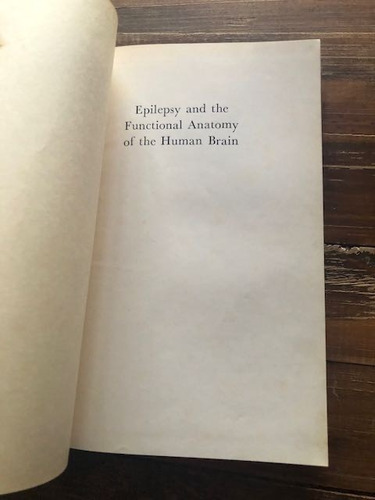 Epilepsy and the
Functional Anatomy
of the Human Brain